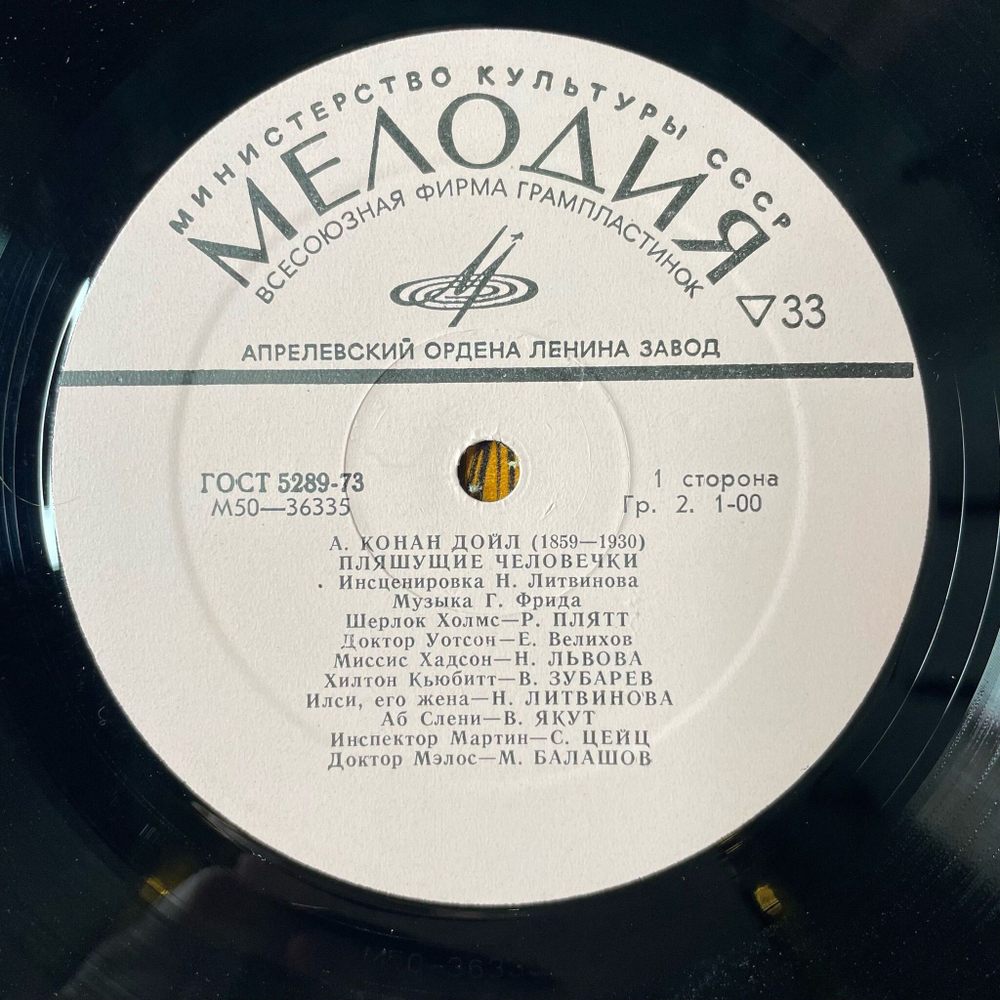 МИНИСТЕРСТВО КУЛЬТУРЫ СССР
МЕЛОДИЯ
ВСЕСОЮЗНАЯ ФИРМА ГРАМПЛАСТИНОК
33
АПРЕЛЕВСКИЙ ОРДЕНА ЛЕНИНА ЗАВОД
ГОСТ 5289-73
М50—36335
1 сторона
Гр. 2. 1-00
А. КОНАН ДОЙЛ (1859—1930)
ПЛЯШУЩИЕ ЧЕЛОВЕЧКИ
Инсценировка Н. Литвинова
Музыка Г. Фрида
Шерлок Холмс—Р. ПЛЯТТ
Доктор Уотсон—Е. Велихов
Миссис Хадсон—Н. ЛЬВОВА
Хилтон Кьюбитт—В. ЗУБАРЕВ
Илси, его жена—Н. ЛИТВИНОВА
Аб Слени—В. ЯКУТ
Инспектор Мартин—С. ЦЕЙЦ
Доктор Мэлос—М. БАЛАШОВ